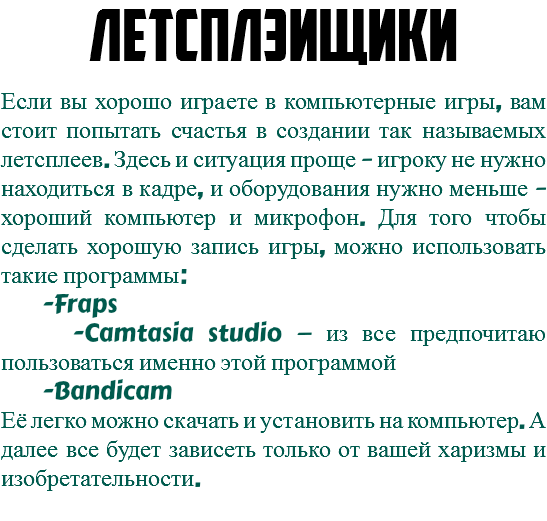 ЛЕТСПЛЭИЩИКИ
Если вы хорошо играете в компьютерные игры, вам
стоит попытать счастья в создании так называемых
летсплеев. Здесь и ситуация проще - игроку не нужно
находиться в кадре, и оборудования нужно меньше -
хороший компьютер и микрофон. Для того чтобы
сделать хорошую запись игры, можно использовать
такие программы:
-Fraps
-Camtasia studio – из все предпочитаю
пользоваться именно этой программой
-Bandicam
Её легко можно скачать и установить на компьютер. А
далее все будет зависеть только от вашей харизмы и
изобретательности.